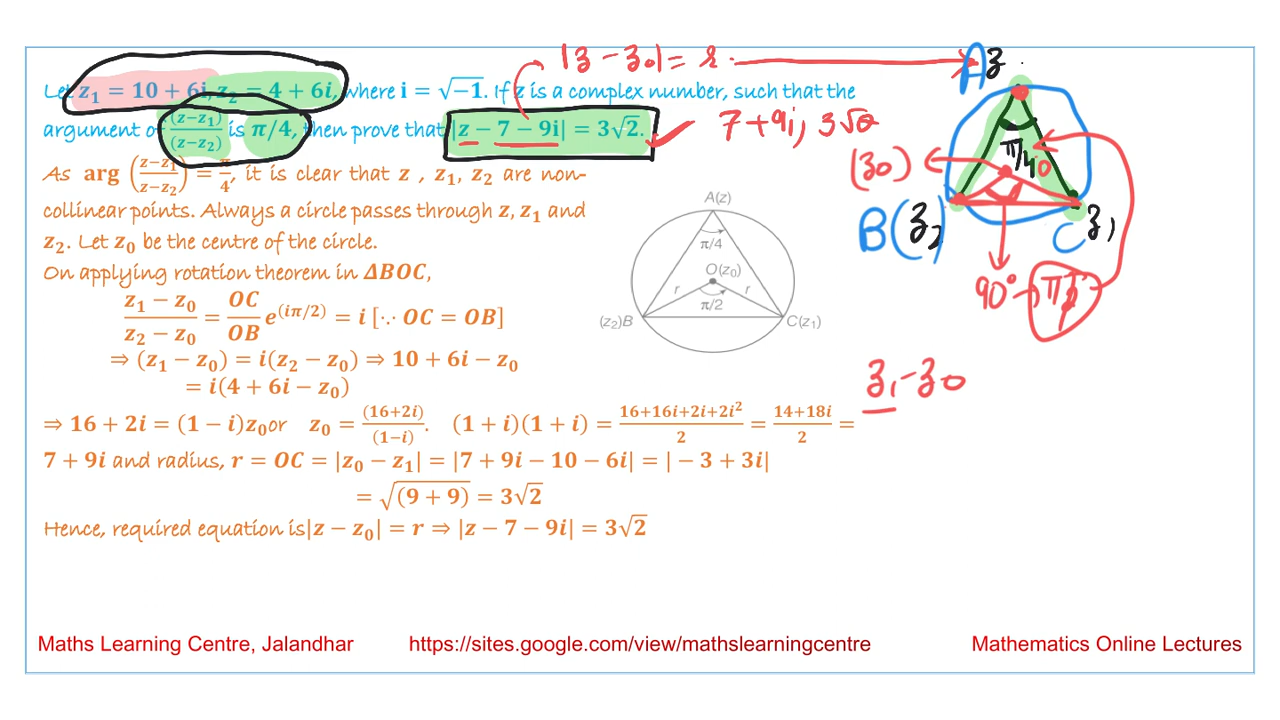 |z - z0| = r.
Az
Let z₁ = 10 + 6i, z₂ = 4 + 6i, where i = √−1. If z is a complex number, such that the
argument of (z−z₁)/(z−z₂) is π/4, then prove that |z − 7 − 9i| = 3√2.
7 + 9i, 3√2
As arg ((z−z₁)/(z−z₂)) = π/4, it is clear that z , z₁, z₂ are non-
collinear points. Always a circle passes through z, z₁ and
z₂. Let z₀ be the centre of the circle.
On applying rotation theorem in ΔBOC,
(z₁ − z₀)/(z₂ − z₀) = OC/OB e^(iπ/2) = i [∵ OC = OB]
⇒ (z₁ − z₀) = i(z₂ − z₀) ⇒ 10 + 6i − z₀
= i(4 + 6i − z₀)
⇒ 16 + 2i = (1 − i)z₀or z₀ = (16+2i)/(1−i). (1 + i)(1 + i) = (16+16i+2i+2i²)/2 = (14+18i)/2 =
7 + 9i and radius, r = OC = |z₀ − z₁| = |7 + 9i − 10 − 6i| = | − 3 + 3i|
= √(9 + 9) = 3√2
Hence, required equation is|z − z₀| = r ⇒ |z − 7 − 9i| = 3√2
A(z)
π/4
O(z₀)
r r
π/2
(z₂)B C(z₁)
π/4
(z0)
B(z₂) C z₁
90°
z₁-z0
Maths Learning Centre, Jalandhar https://sites.google.com/view/mathslearningcentre Mathematics Online Lectures